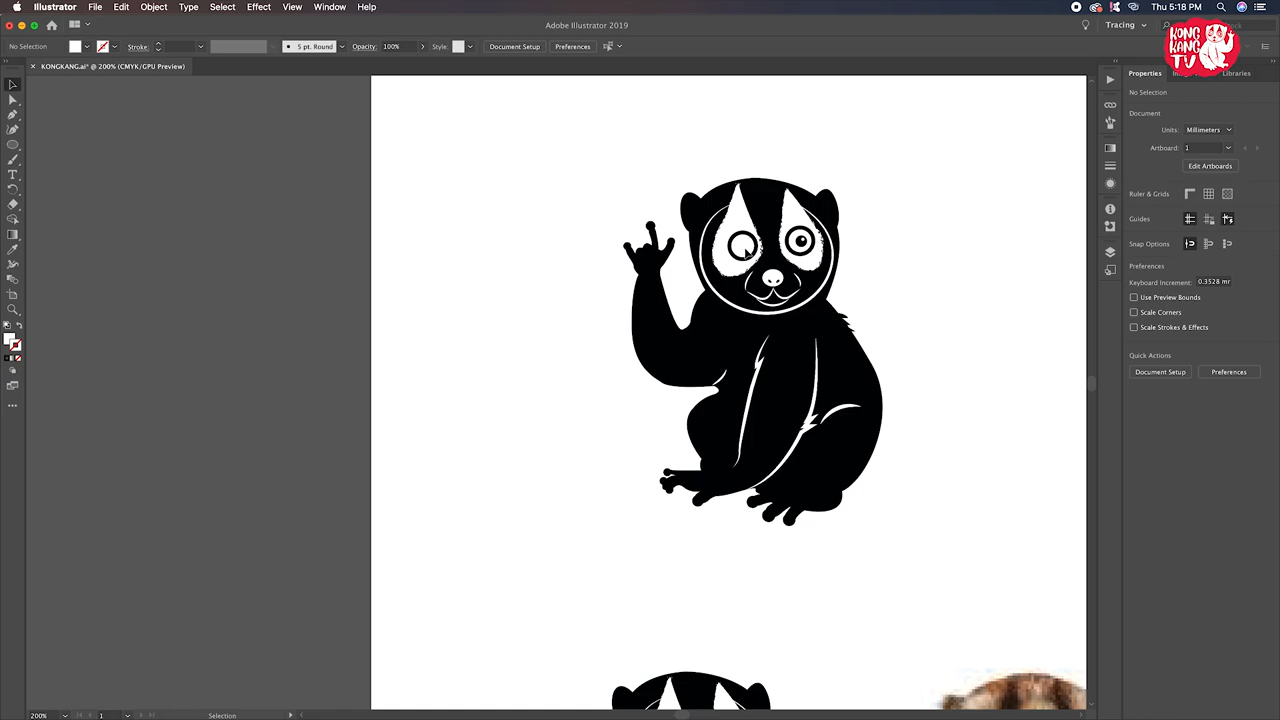 Illustrator File Edit Object Type Select Effect View Window Help
Thu 5:18 PM
Adobe Illustrator 2019
Tracing
No Selection
Stroke:
5 pt. Round
Opacity: 100%
Style:
Document Setup
Preferences
KONG
KANG
TV
× KONGKANG.ai* @ 200% (CMYK/GPU Preview)
Properties
Libraries
No Selection
Document
Units: Millimeters
Artboard: 1
Edit Artboards
Ruler & Grids
Guides
Snap Options
Preferences
Keyboard Increment: 0.3528 mr
Use Preview Bounds
Scale Corners
Scale Strokes & Effects
Quick Actions
Document Setup
Preferences
200%
1
Selection